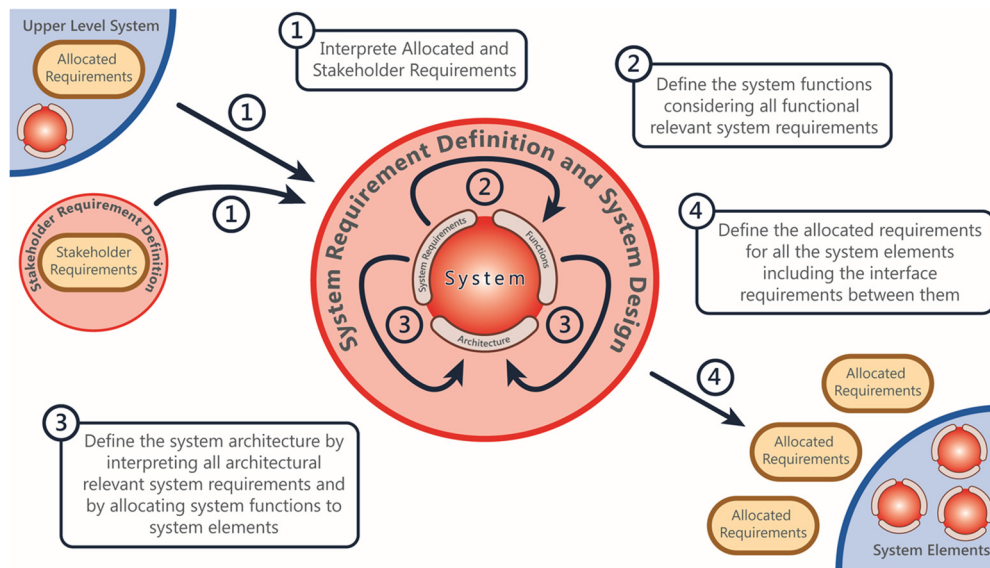 Upper Level System
Allocated
Requirements
1
Interprete Allocated and
Stakeholder Requirements
2
Define the system functions
considering all functional
relevant system requirements
1
1
Stakeholder Requirement Definition
Stakeholder
Requirements
System Requirement Definition and System Design
2
System Requirements
Functions
System
3
3
Architecture
4
Define the allocated requirements
for all the system elements
including the interface
requirements between them
4
3
Define the system architecture by
interpreting all architectural
relevant system requirements and
by allocating system functions to
system elements
Allocated
Requirements
Allocated
Requirements
Allocated
Requirements
System Elements